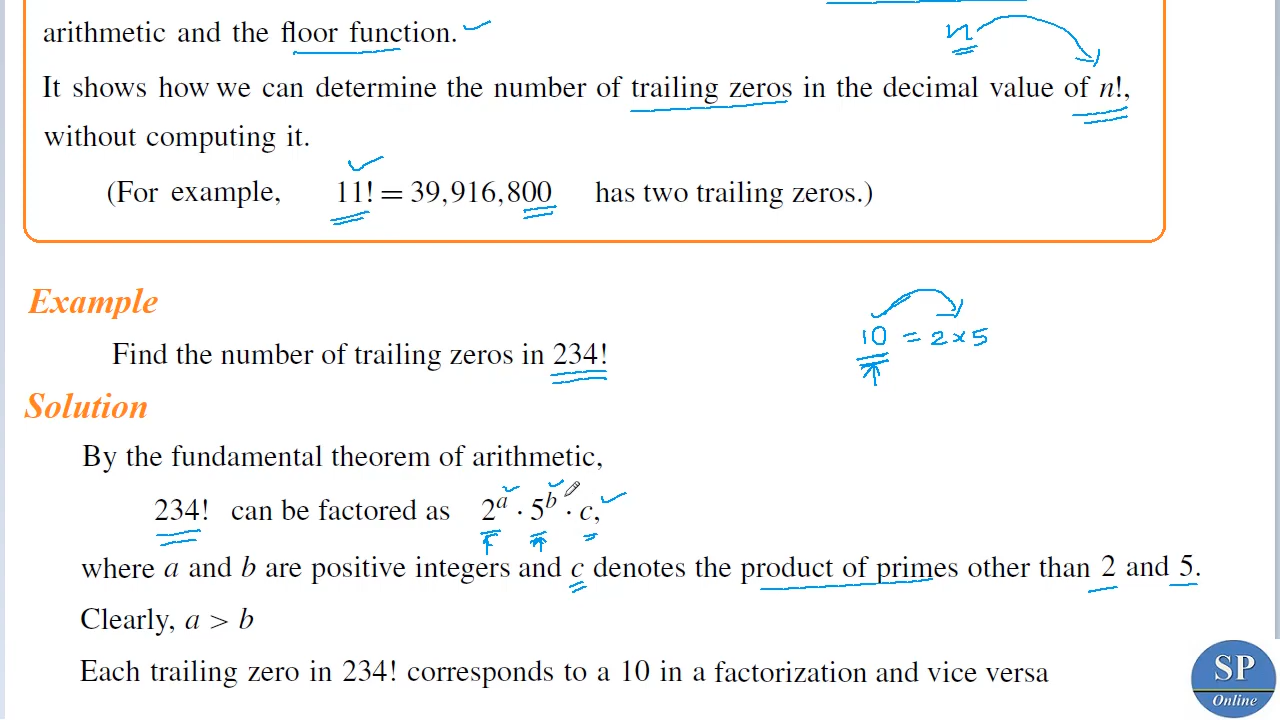 arithmetic and the floor function.
n
It shows how we can determine the number of trailing zeros in the decimal value of n!,
without computing it.
(For example, 11! = 39,916,800 has two trailing zeros.)
Example
10 = 2 × 5
Find the number of trailing zeros in 234!
Solution
By the fundamental theorem of arithmetic,
234! can be factored as 2^a · 5^b · c,
where a and b are positive integers and c denotes the product of primes other than 2 and 5.
Clearly, a > b
Each trailing zero in 234! corresponds to a 10 in a factorization and vice versa
SP
Online